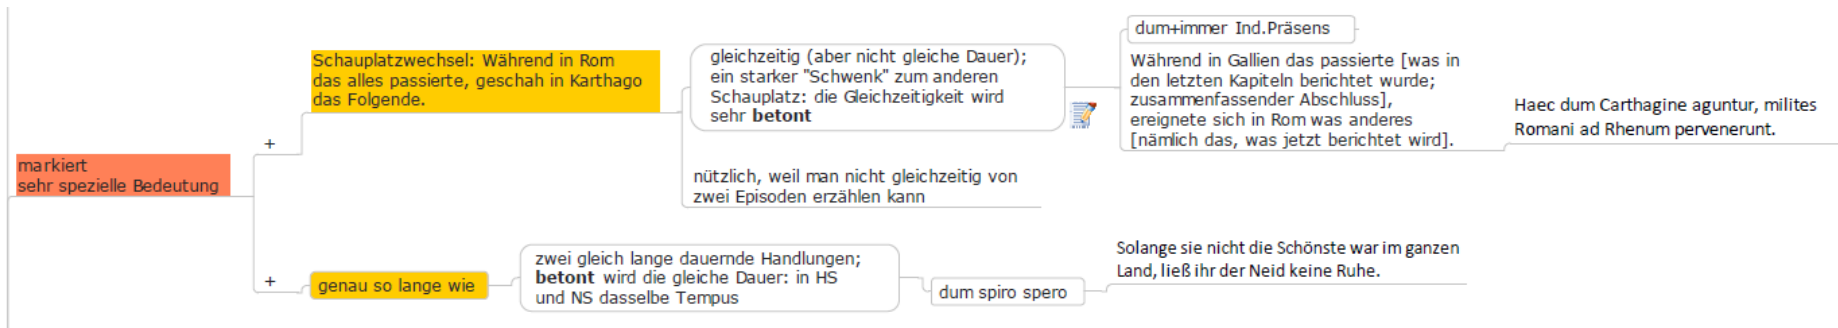 markiert
sehr spezielle Bedeutung
+
Schauplatzwechsel: Während in Rom
das alles passierte, geschah in Karthago
das Folgende.
gleichzeitig (aber nicht gleiche Dauer);
ein starker "Schwenk" zum anderen
Schauplatz: die Gleichzeitigkeit wird
sehr betont
dum+immer Ind.Präsens
Während in Gallien das passierte [was in
den letzten Kapiteln berichtet wurde;
zusammenfassender Abschluss],
ereignete sich in Rom was anderes
[nämlich das, was jetzt berichtet wird].
Haec dum Carthagine aguntur, milites
Romani ad Rhenum pervenerunt.
nützlich, weil man nicht gleichzeitig von
zwei Episoden erzählen kann
+
genau so lange wie
zwei gleich lange dauernde Handlungen;
betont wird die gleiche Dauer: in HS
und NS dasselbe Tempus
dum spiro spero
Solange sie nicht die Schönste war im ganzen
Land, ließ ihr der Neid keine Ruhe.